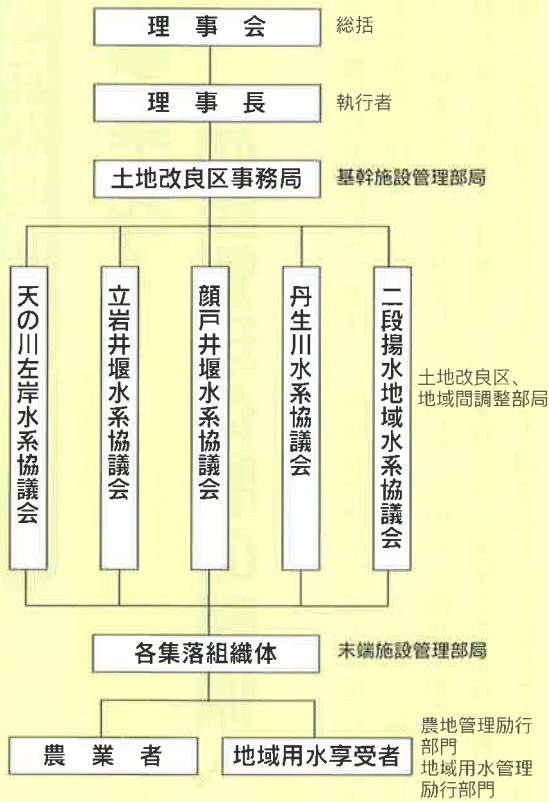 理事会
総括
理事長
執行者
土地改良区事務局
基幹施設管理部局
天の川左岸水系協議会
立岩井堰水系協議会
顔戸井堰水系協議会
丹生川水系協議会
二段揚水地域水系協議会
土地改良区、
地域間調整部局
各集落組織体
末端施設管理部局
農業者
地域用水享受者
農地管理励行
部門
地域用水管理
励行部門